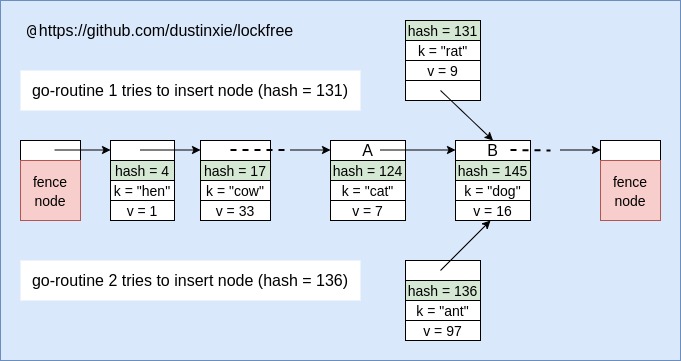 @https://github.com/dustinxie/lockfree
hash = 131
k = "rat"
v = 9
go-routine 1 tries to insert node (hash = 131)
A
B
fence
node
hash = 4
k = "hen"
v = 1
hash = 17
k = "cow"
v = 33
hash = 124
k = "cat"
v = 7
hash = 145
k = "dog"
v = 16
fence
node
go-routine 2 tries to insert node (hash = 136)
hash = 136
k = "ant"
v = 97